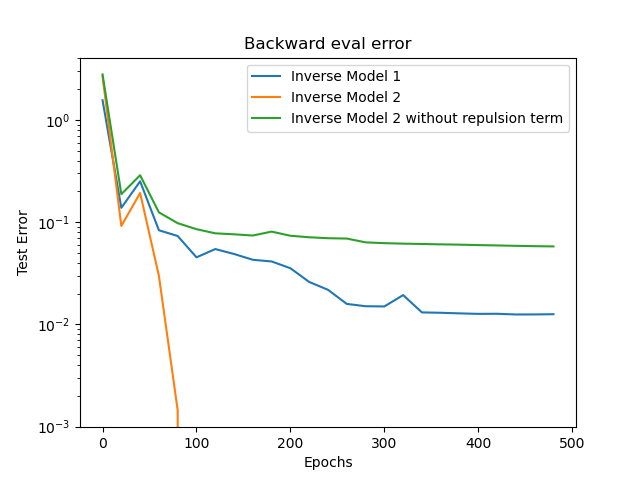 Backward eval error
Inverse Model 1
Inverse Model 2
Inverse Model 2 without repulsion term
Test Error
10⁰
10⁻¹
10⁻²
10⁻³
0 100 200 300 400 500
Epochs